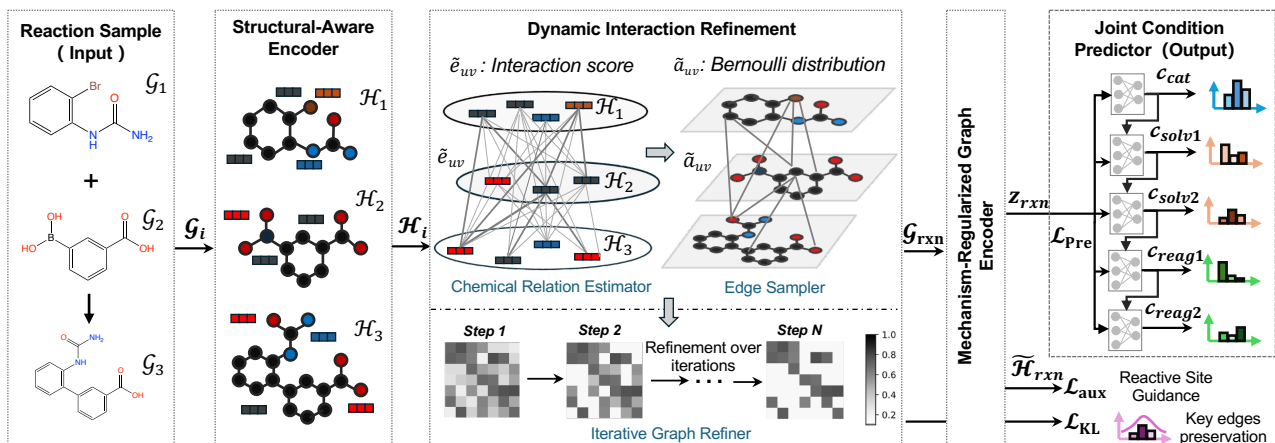 Reaction Sample
( Input )
Br
𝒢1
O
N
H
NH2
+
OH
HO
B
𝒢2
O
OH
NH2
O
NH
𝒢3
O
OH
𝒢i
Structural-Aware
Encoder
ℋ1
ℋ2
ℋ3
ℋi
Dynamic Interaction Refinement
ẽuv : Interaction score
ãuv : Bernoulli distribution
ℋ1
ẽuv
ãuv
ℋ2
ℋ3
Chemical Relation Estimator
Edge Sampler
Step 1
Step 2
Step N
Refinement over
iterations
· · ·
1.0
0.8
0.6
0.4
0.2
Iterative Graph Refiner
𝒢rxn
Mechanism-Regularized Graph
Encoder
zrxn
ℒPre
Joint Condition
Predictor (Output)
ccat
csolv1
csolv2
creag1
creag2
ℋ̃rxn
ℒaux
Reactive Site
Guidance
ℒKL
Key edges
preservation